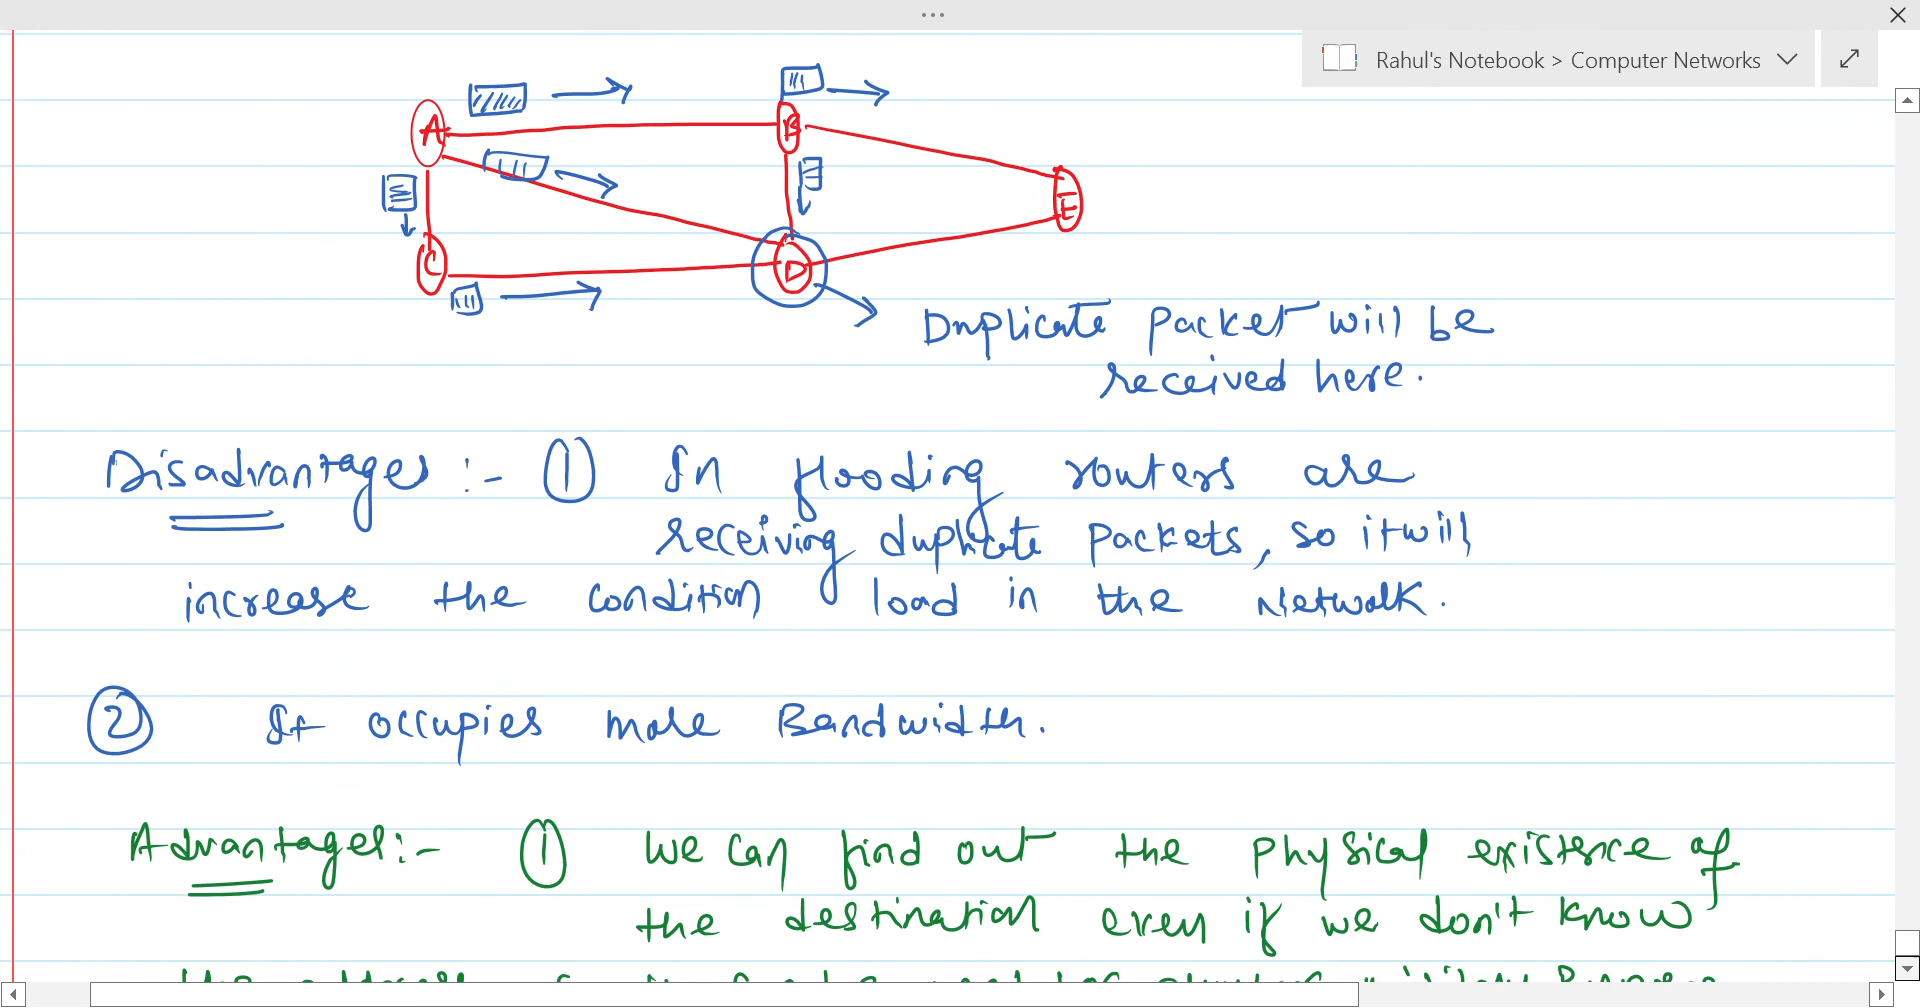 Rahul's Notebook > Computer Networks
A
B
E
C
D
Duplicate Packet will be
received here.
Disadvantages :- ① In flooding routers are
receiving duplicate packets, so it will
increase the condition load in the Network.
② It occupies more Bandwidth.
Advantages :- ① we can find out the physical existence of
the destination even if we don't know